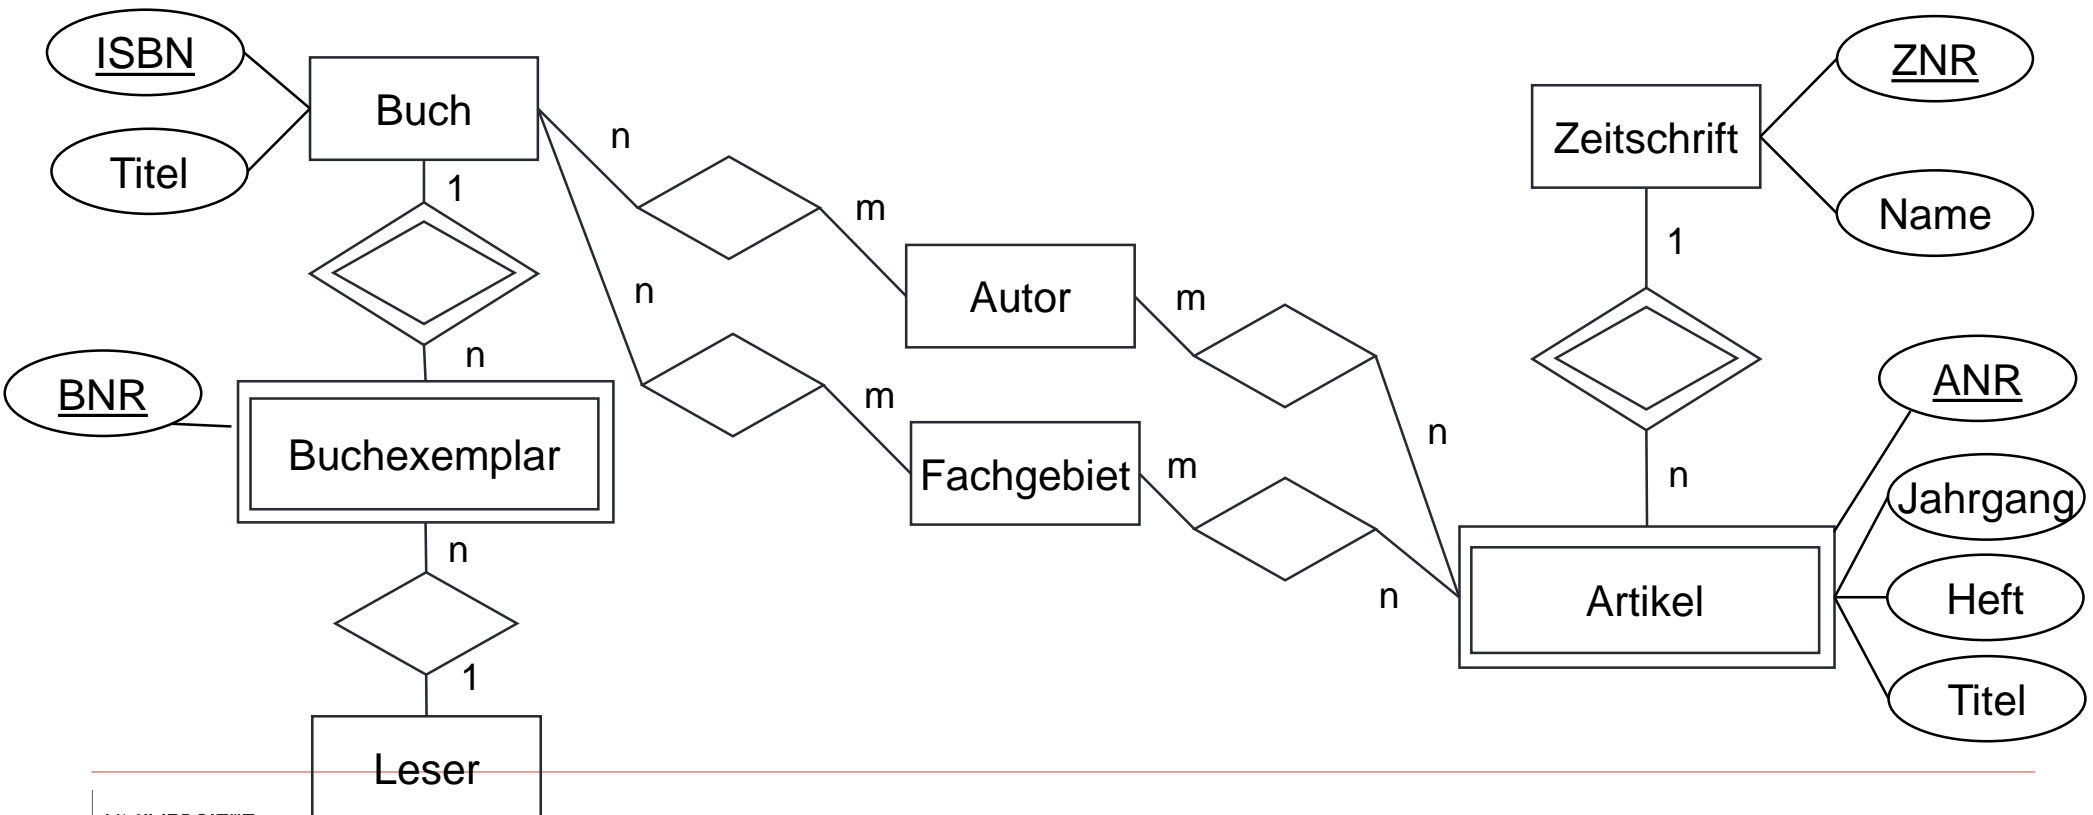 ISBN
Buch
ZNR
Zeitschrift
Titel
n
1
m
Name
1
n
Autor
m
n
BNR
Buchexemplar
m
Fachgebiet
m
n
n
ANR
Jahrgang
n
n
Artikel
Heft
1
Titel
Leser